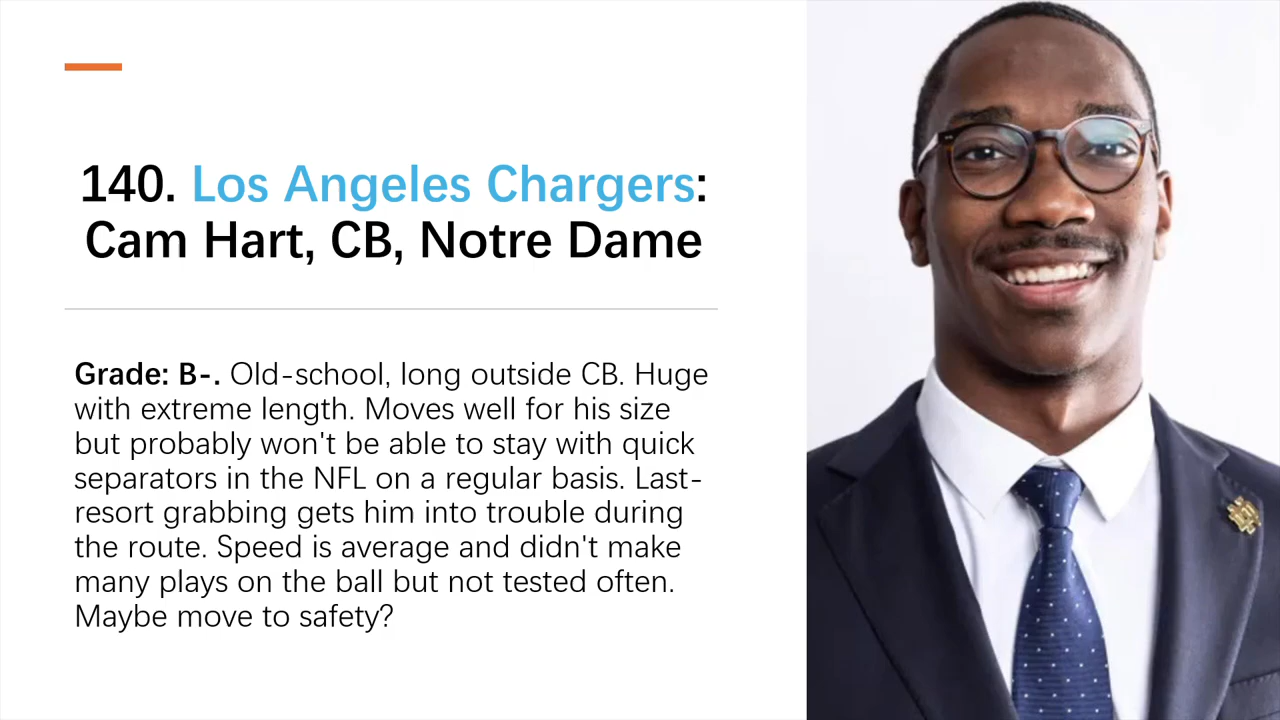 140. Los Angeles Chargers:
Cam Hart, CB, Notre Dame
Grade: B-. Old-school, long outside CB. Huge
with extreme length. Moves well for his size
but probably won't be able to stay with quick
separators in the NFL on a regular basis. Last-
resort grabbing gets him into trouble during
the route. Speed is average and didn't make
many plays on the ball but not tested often.
Maybe move to safety?